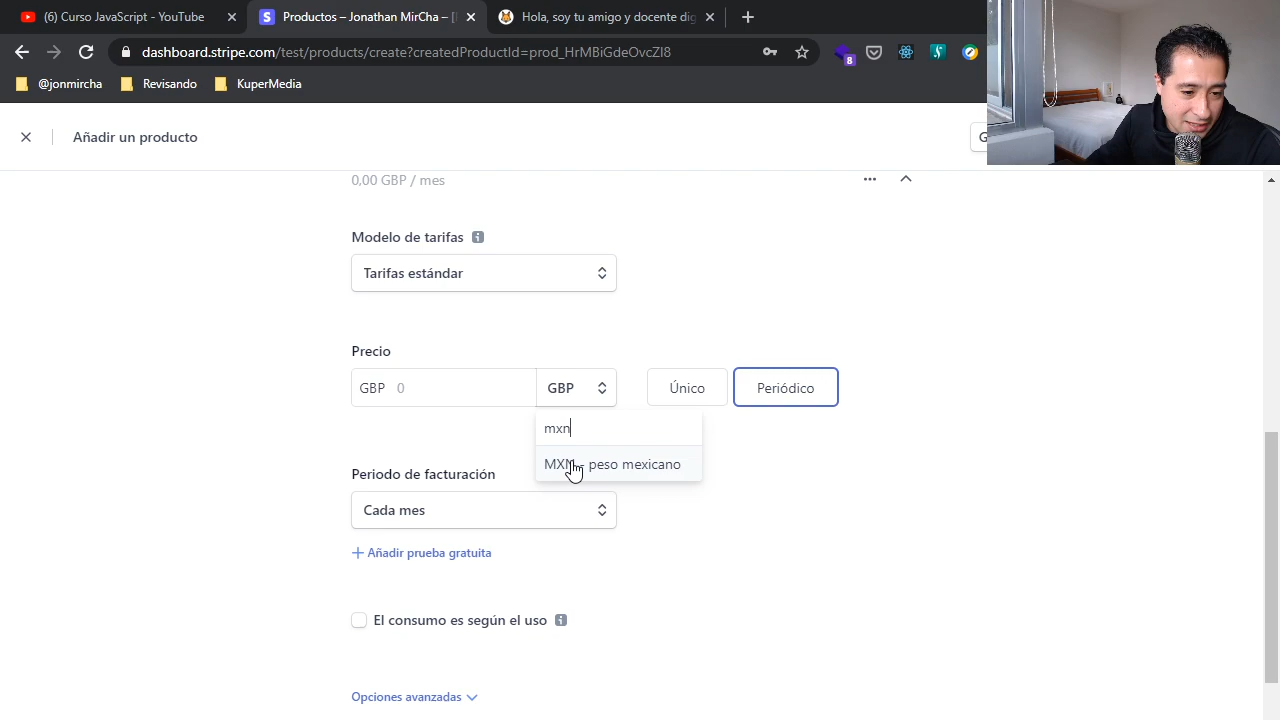 (6) Curso JavaScript - YouTube
Productos – Jonathan MirCha – [
Hola, soy tu amigo y docente dig
dashboard.stripe.com/test/products/create?createdProductId=prod_HrMBiGdeOvcZI8
8
@jonmircha
Revisando
KuperMedia
Añadir un producto
G
0,00 GBP / mes
Modelo de tarifas
Tarifas estándar
Precio
GBP 0
GBP
Único
Periódico
mxn
MXN – peso mexicano
Periodo de facturación
Cada mes
+ Añadir prueba gratuita
El consumo es según el uso
Opciones avanzadas